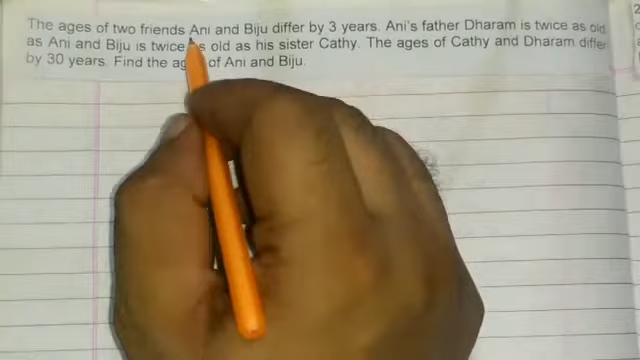 The ages of two friends Ani and Biju differ by 3 years. Ani's father Dharam is twice as old
as Ani and Biju is twice as old as his sister Cathy. The ages of Cathy and Dharam differ
by 30 years. Find the ages of Ani and Biju.
2